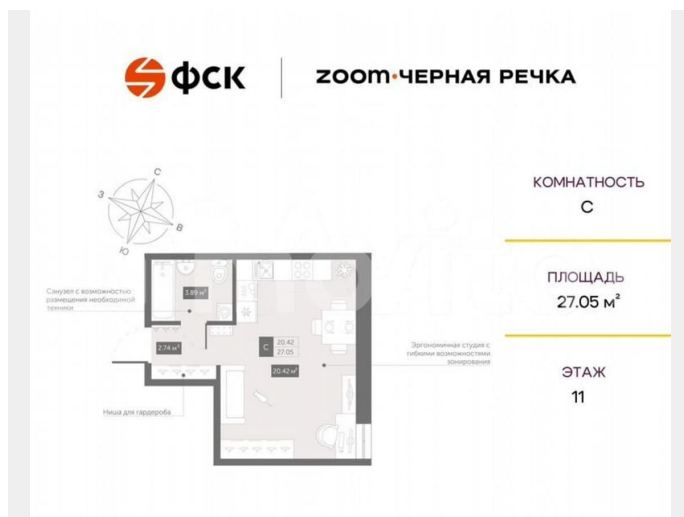 ФСК
zoom•ЧЕРНАЯ РЕЧКА
КОМНАТНОСТЬ
С
ПЛОЩАДЬ
27.05 м²
ЭТАЖ
11
С
З
В
Ю
Санузел с возможностью
размещения необходимой
техники
3.89 м²
2.74 м²
С
20.42
27.05
20.42 м²
Эргономичная студия с
гибкими возможностями
зонирования
Ниша для гардероба